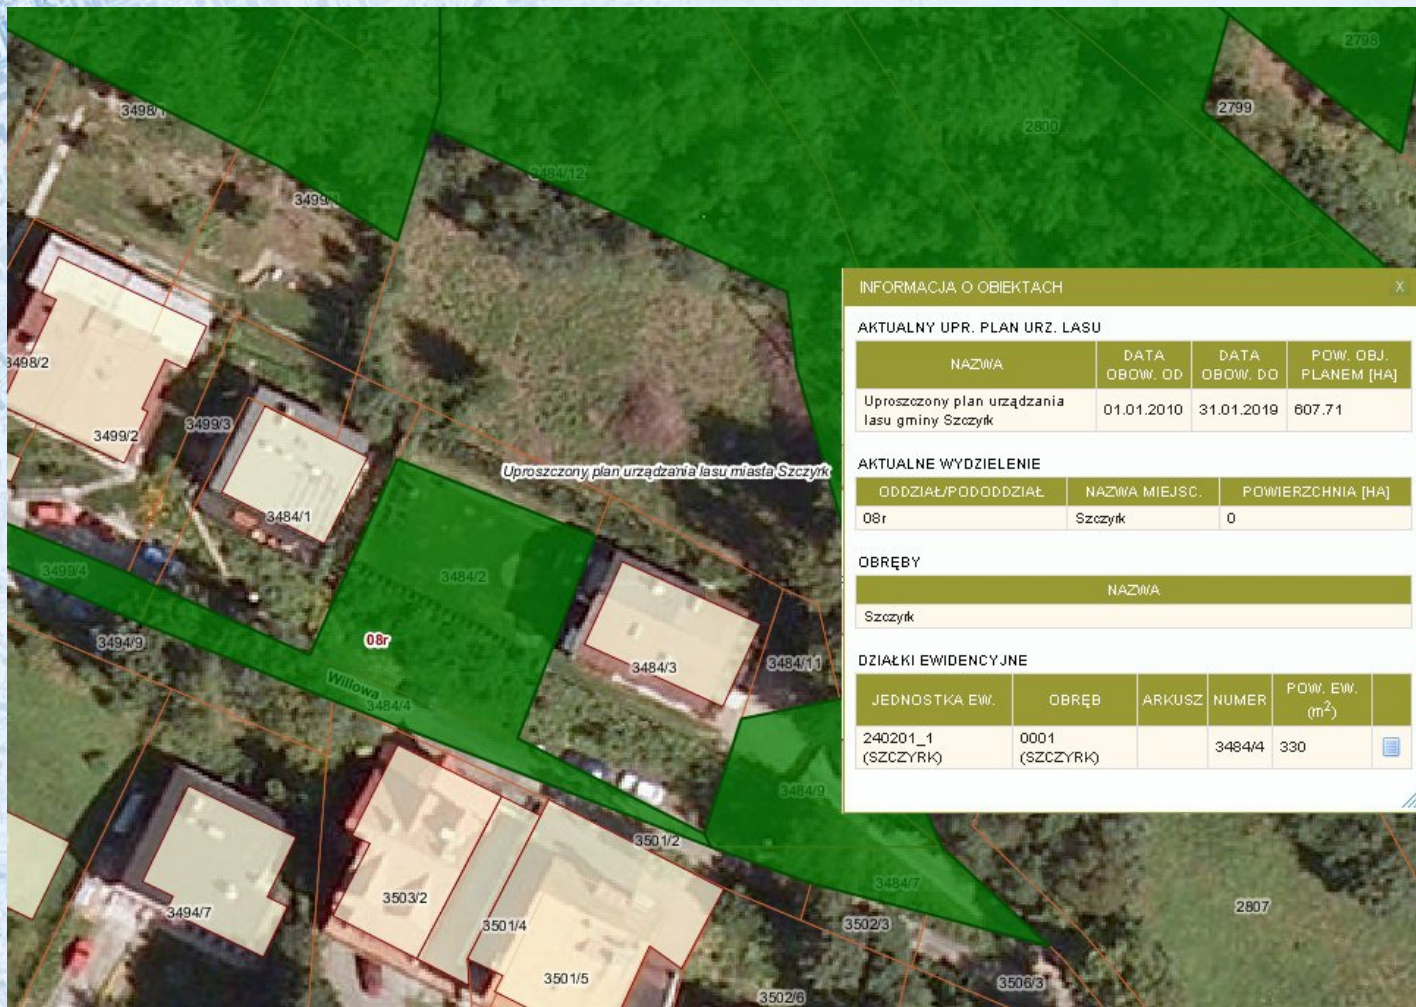 2798
3498/1
2799
2800
3484/12
3499/1
INFORMACJA O OBIEKTACH X
AKTUALNY UPR. PLAN URZ. LASU
NAZWA DATA OBOW. OD DATA OBOW. DO POW. OBJ. PLANEM [HA]
Uproszczony plan urządzania lasu gminy Szczyrk 01.01.2010 31.01.2019 607.71
3498/2
3499/3
3499/2
Uproszczony plan urządzania lasu miasta Szczyrk
AKTUALNE WYDZIELENIE
ODDZIAŁ/PODODDZIAŁ NAZWA MIEJSC. POWIERZCHNIA [HA]
08r Szczyrk 0
3484/1
OBRĘBY
NAZWA
Szczyrk
3499/4
3484/2
3494/9
08r
3484/3
3484/11
DZIAŁKI EWIDENCYJNE
JEDNOSTKA EW. OBRĘB ARKUSZ NUMER POW. EW. (m²)
240201_1 (SZCZYRK) 0001 (SZCZYRK) 3484/4 330
Willowa
3484/4
3484/9
3501/2
3484/7
3503/2
3494/7
3501/4
3502/3
2807
3501/5
3506/3
3502/6